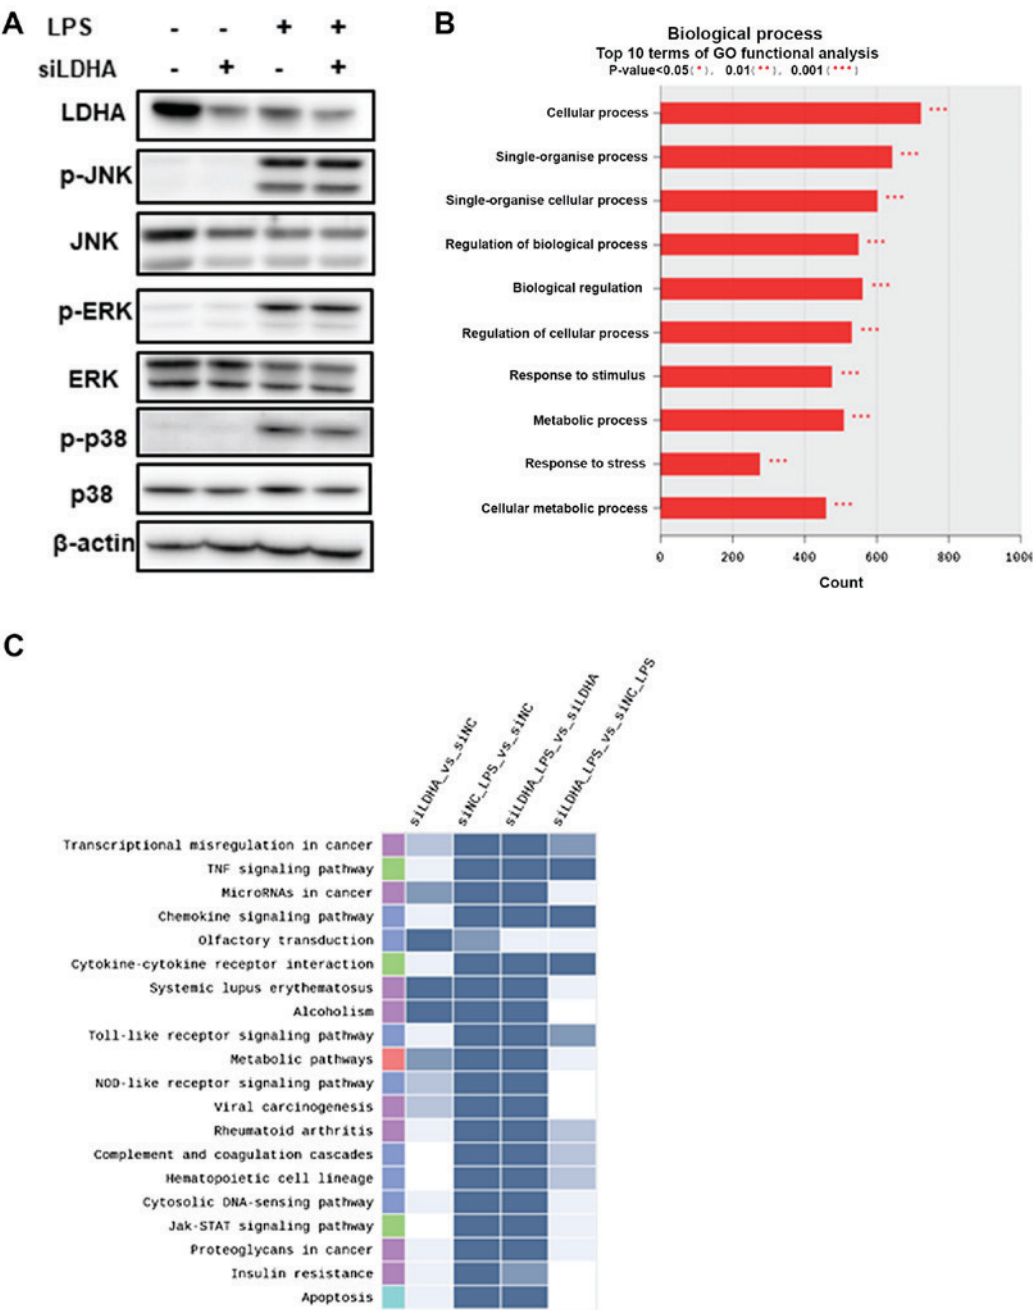 A
LPS - - + +
siLDHA - + - +
LDHA
p-JNK
JNK
p-ERK
ERK
p-p38
p38
β-actin
B
Biological process
Top 10 terms of GO functional analysis
P-value<0.05(*), 0.01(**), 0.001(***)
Cellular process ***
Single-organise process ***
Single-organise cellular process ***
Regulation of biological process ***
Biological regulation ***
Regulation of cellular process ***
Response to stimulus ***
Metabolic process ***
Response to stress ***
Cellular metabolic process ***
0 200 400 600 800 100
Count
C
siLDHA_vs_siNC
siNC_LPS_vs_siNC
siLDHA_LPS_vs_siLDHA
siLDHA_LPS_vs_siNC_LPS
Transcriptional misregulation in cancer
TNF signaling pathway
MicroRNAs in cancer
Chemokine signaling pathway
Olfactory transduction
Cytokine-cytokine receptor interaction
Systemic lupus erythematosus
Alcoholism
Toll-like receptor signaling pathway
Metabolic pathways
NOD-like receptor signaling pathway
Viral carcinogenesis
Rheumatoid arthritis
Complement and coagulation cascades
Hematopoietic cell lineage
Cytosolic DNA-sensing pathway
Jak-STAT signaling pathway
Proteoglycans in cancer
Insulin resistance
Apoptosis